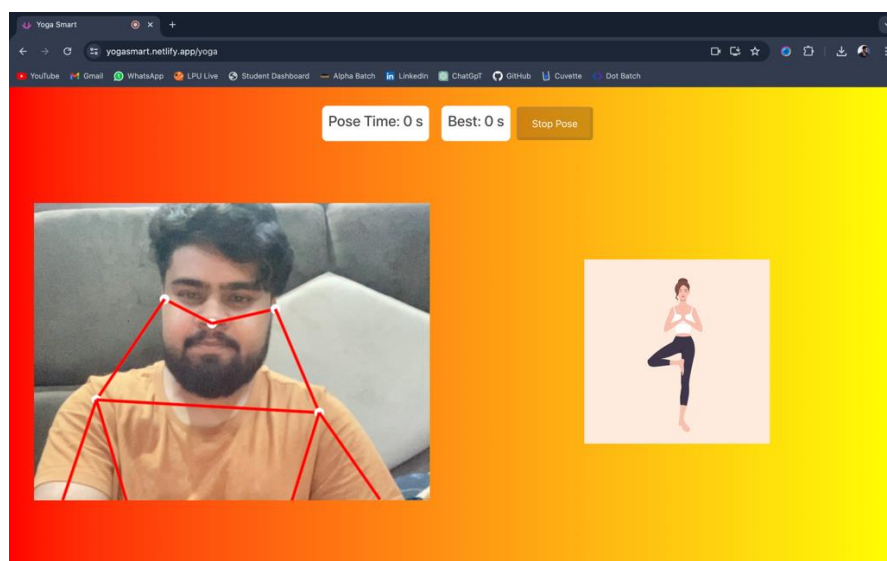 Yoga Smart
yogasmart.netlify.app/yoga
YouTube Gmail WhatsApp LPU Live Student Dashboard Alpha Batch Linkedin ChatGpT GitHub Cuvette Dot Batch
Pose Time: 0 s Best: 0 s Stop Pose